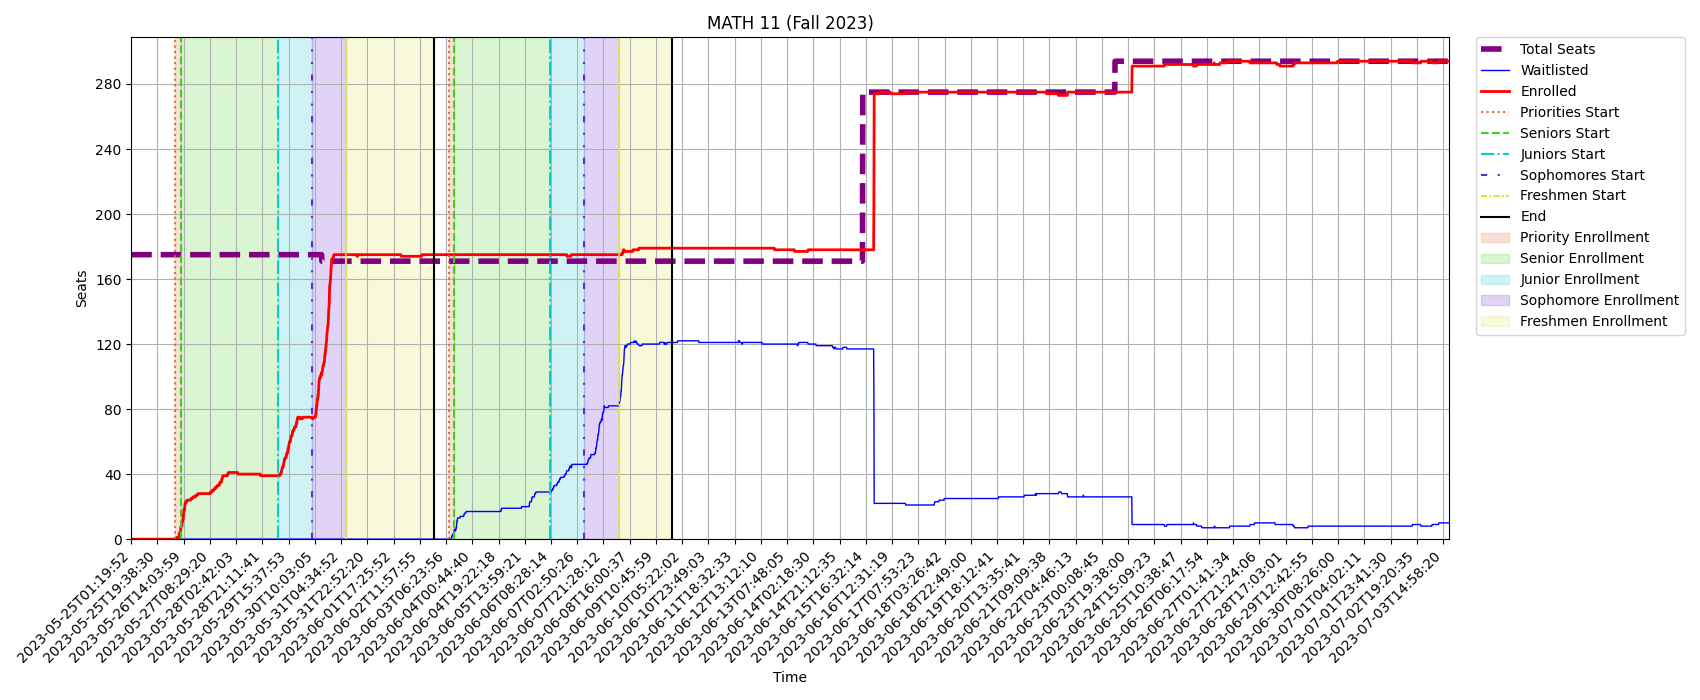 MATH 11 (Fall 2023)
Seats
280
240
200
160
120
80
40
0
2023-05-25T01:19:52
2023-05-25T19:38:30
2023-05-26T14:03:59
2023-05-27T08:29:20
2023-05-28T02:42:03
2023-05-28T21:11:41
2023-05-29T15:37:53
2023-05-30T10:03:05
2023-05-31T04:34:52
2023-05-31T22:52:20
2023-06-01T17:25:52
2023-06-02T11:57:55
2023-06-03T06:23:56
2023-06-04T00:44:40
2023-06-04T19:22:18
2023-06-05T13:59:21
2023-06-06T08:28:14
2023-06-07T02:50:26
2023-06-07T21:28:12
2023-06-08T16:00:37
2023-06-09T10:45:59
2023-06-10T05:22:02
2023-06-10T23:49:03
2023-06-11T18:32:33
2023-06-12T13:12:10
2023-06-13T07:48:05
2023-06-14T02:18:30
2023-06-14T21:12:35
2023-06-15T16:32:14
2023-06-16T12:31:19
2023-06-17T07:53:23
2023-06-18T03:26:42
2023-06-18T22:49:00
2023-06-19T18:12:41
2023-06-20T13:35:41
2023-06-21T09:09:38
2023-06-22T04:46:13
2023-06-23T00:08:45
2023-06-23T19:38:00
2023-06-24T15:09:23
2023-06-25T10:38:47
2023-06-26T06:17:54
2023-06-27T01:41:34
2023-06-27T21:24:06
2023-06-28T17:03:01
2023-06-29T12:42:55
2023-06-30T08:26:00
2023-07-01T04:02:11
2023-07-01T23:41:30
2023-07-02T19:20:35
2023-07-03T14:58:20
Time
Total Seats
Waitlisted
Enrolled
Priorities Start
Seniors Start
Juniors Start
Sophomores Start
Freshmen Start
End
Priority Enrollment
Senior Enrollment
Junior Enrollment
Sophomore Enrollment
Freshmen Enrollment